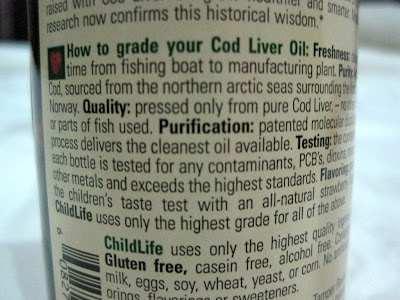 raised with Cod Liver healthier and smarter.
research now confirms this historical wisdom.*
How to grade your Cod Liver Oil: Freshness:
time from fishing boat to manufacturing plant. Purity:
Cod, sourced from the northern arctic seas surrounding the
Norway. Quality: pressed only from pure Cod Liver, – no
or parts of fish used. Purification: patented molecular
process delivers the cleanest oil available. Testing: the
each bottle is tested for any contaminants, PCB's, dioxins,
other metals and exceeds the highest standards. Flavoring:
the children's taste test with an all-natural strawberry
ChildLife uses only the highest grade for all of the above.
ChildLife uses only the highest quality
Gluten free, casein free, alcohol free.
milk, eggs, soy, wheat, yeast, or corn. No
flavorings or sweeteners.
6 0827